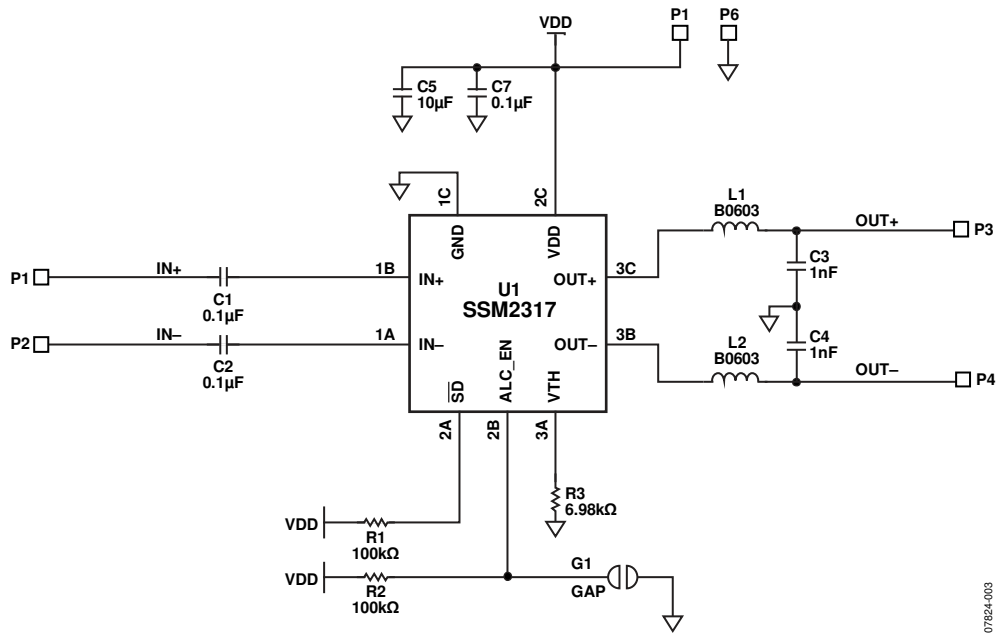 VDD
P1
P6
C5
10µF
C7
0.1µF
1C
2C
GND
VDD
L1
B0603
OUT+
P3
P1
IN+
C1
0.1µF
1B
IN+
U1
SSM2317
OUT+
3C
C3
1nF
P2
IN–
C2
0.1µF
1A
IN–
OUT–
3B
L2
B0603
C4
1nF
OUT–
P4
SD
ALC_EN
VTH
2A
2B
3A
R3
6.98kΩ
VDD
R1
100kΩ
VDD
R2
100kΩ
G1
GAP
07824-003